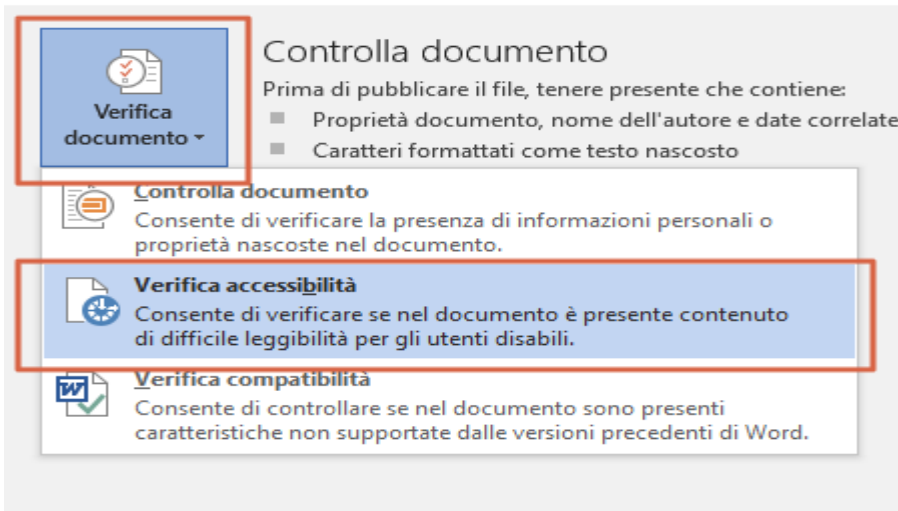 Verifica
documento
Controlla documento
Prima di pubblicare il file, tenere presente che contiene:
Proprietà documento, nome dell'autore e date correlate
Caratteri formattati come testo nascosto
Controlla documento
Consente di verificare la presenza di informazioni personali o
proprietà nascoste nel documento.
Verifica accessibilità
Consente di verificare se nel documento è presente contenuto
di difficile leggibilità per gli utenti disabili.
Verifica compatibilità
Consente di controllare se nel documento sono presenti
caratteristiche non supportate dalle versioni precedenti di Word.